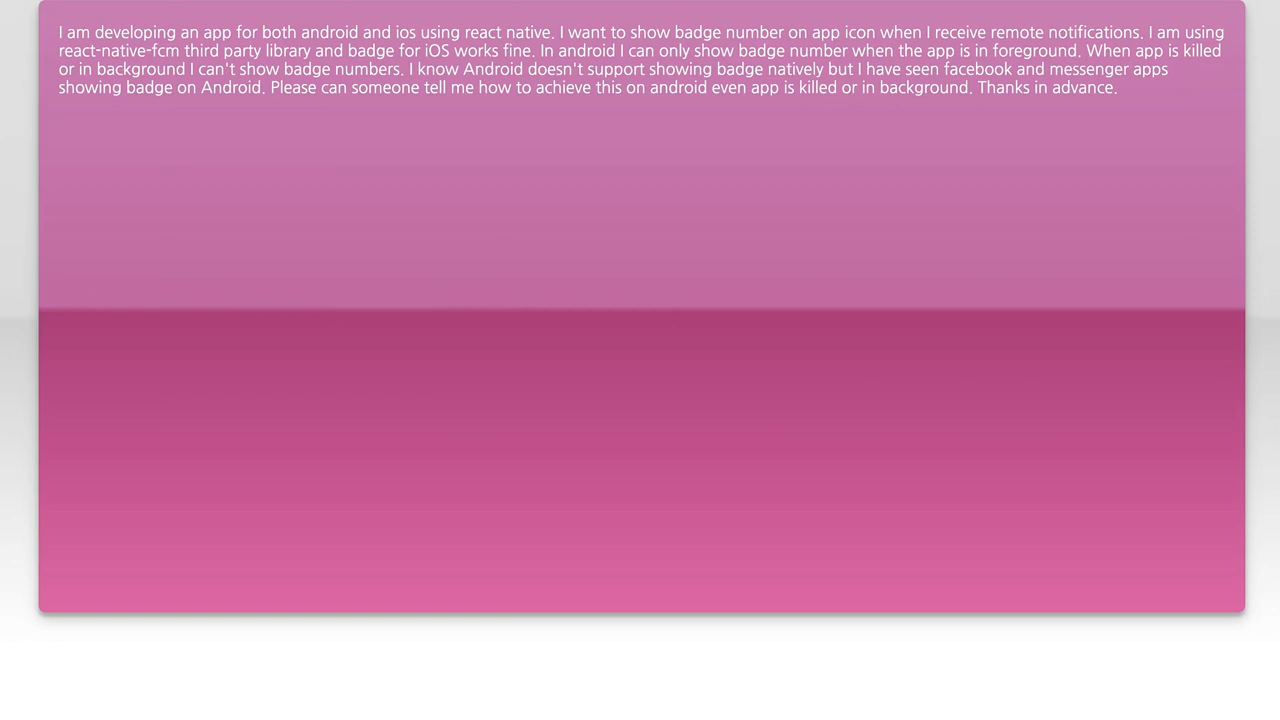 I am developing an app for both android and ios using react native. I want to show badge number on app icon when I receive remote notifications. I am using
react-native-fcm third party library and badge for iOS works fine. In android I can only show badge number when the app is in foreground. When app is killed
or in background I can't show badge numbers. I know Android doesn't support showing badge natively but I have seen facebook and messenger apps
showing badge on Android. Please can someone tell me how to achieve this on android even app is killed or in background. Thanks in advance.